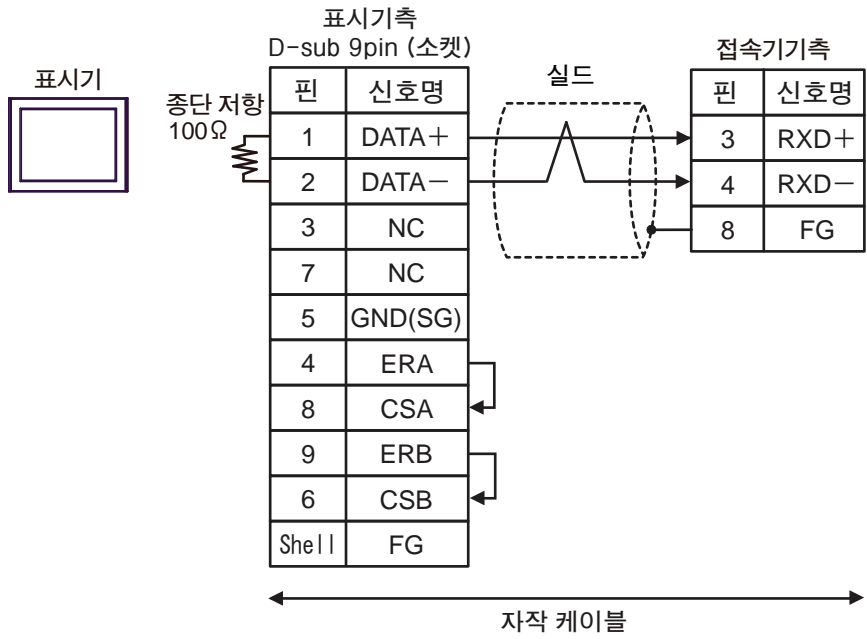 표시기측
D-sub 9pin (소켓)
표시기
종단 저항
100Ω
실드
접속기기측
핀 신호명
1 DATA+
2 DATA-
3 NC
7 NC
5 GND(SG)
4 ERA
8 CSA
9 ERB
6 CSB
Shell FG
핀 신호명
3 RXD+
4 RXD-
8 FG
자작 케이블